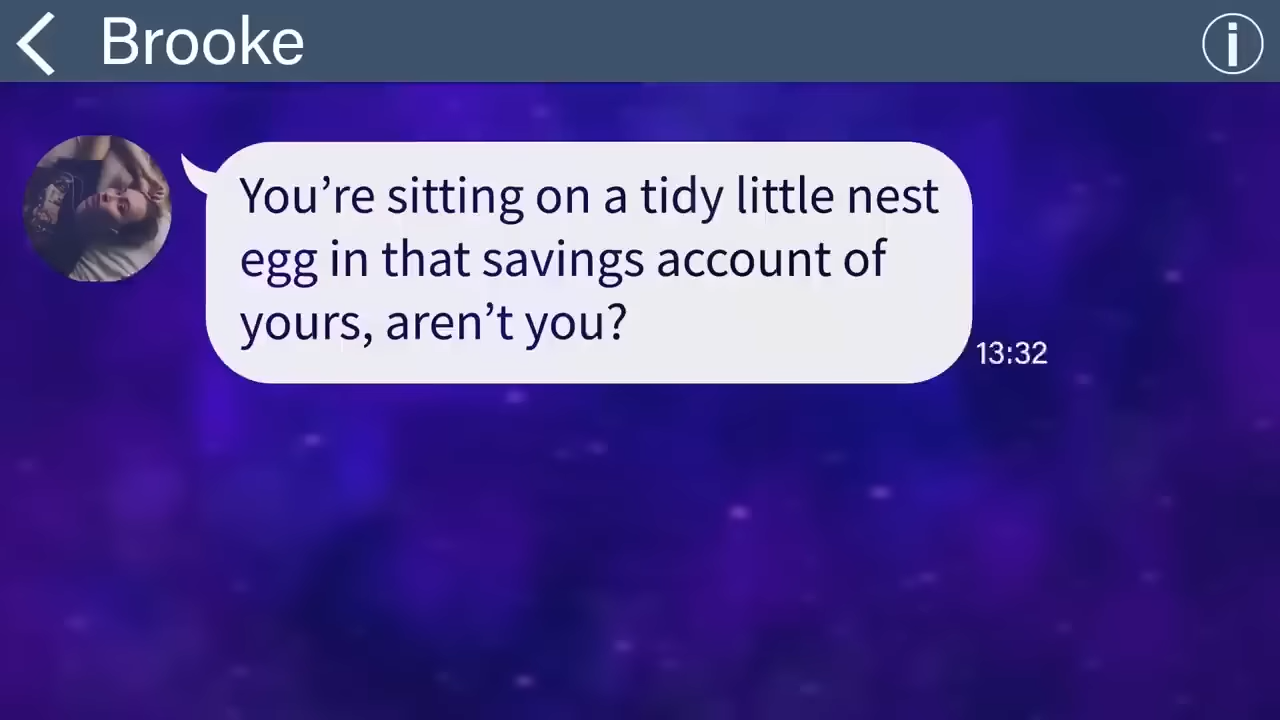 Brooke
You’re sitting on a tidy little nest
egg in that savings account of
yours, aren’t you?
13:32